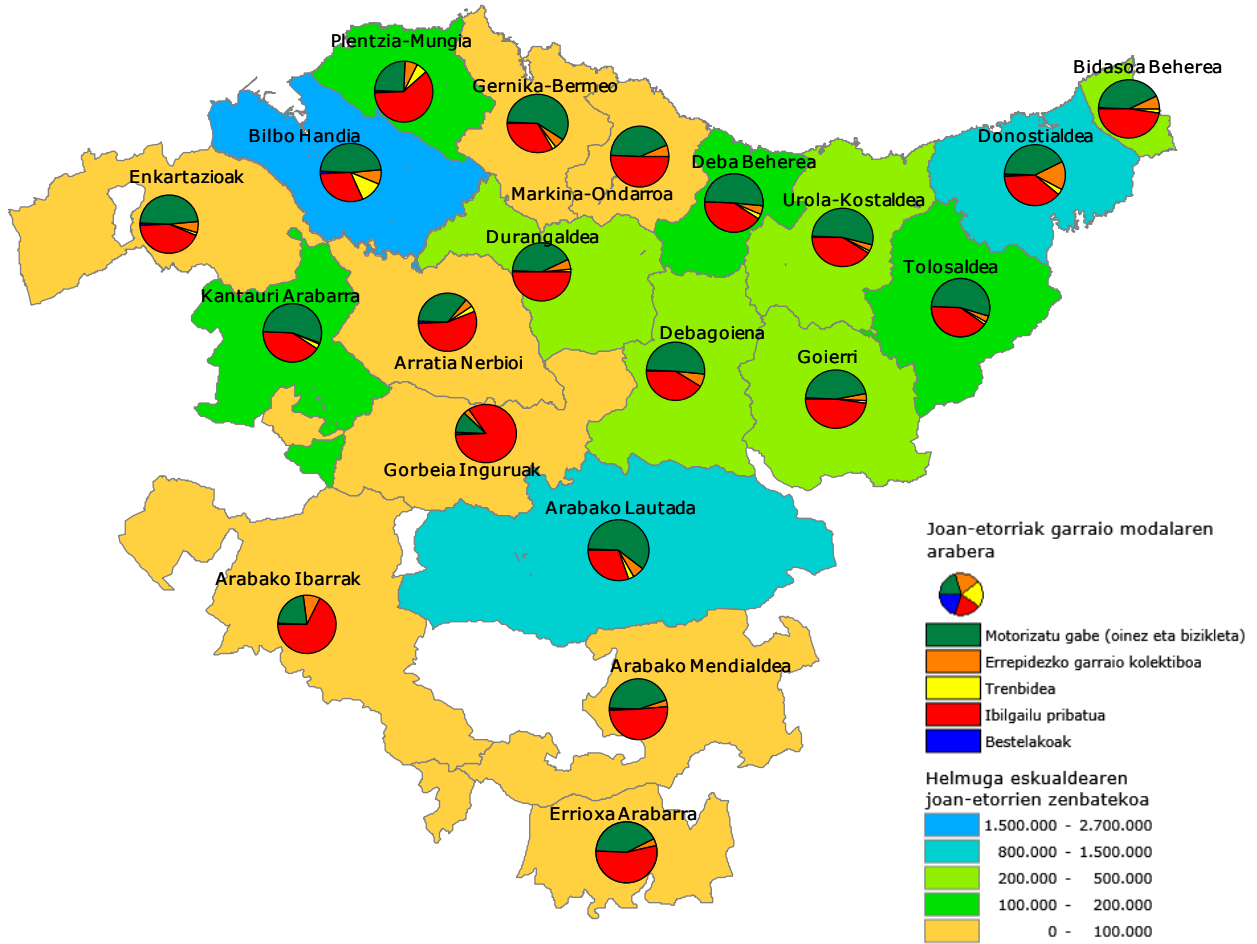 Plentzia-Mungia
Bidasoa Beherea
Gernika-Bermeo
Bilbo Handia
Donostialdea
Deba Beherea
Enkartazioak
Markina-Ondarroa
Urola-Kostaldea
Durangaldea
Tolosaldea
Kantauri Arabarra
Debagoiena
Arratia Nerbioi
Goierri
Gorbeia Inguruak
Arabako Lautada
Arabako Ibarrak
Arabako Mendialdea
Errioxa Arabarra
Joan-etorriak garraio modalaren
arabera
Motorizatu gabe (oinez eta bizikleta)
Errepidezko garraio kolektiboa
Trenbidea
Ibilgailu pribatua
Bestelakoak
Helmuga eskualdearen
joan-etorrien zenbatekoa
1.500.000 - 2.700.000
800.000 - 1.500.000
200.000 - 500.000
100.000 - 200.000
0 - 100.000